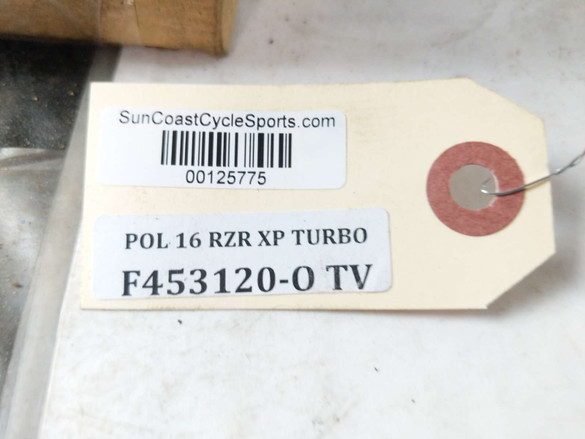 SunCoastCycleSports.com
00125775
POL 16 RZR XP TURBO
F453120-O TV